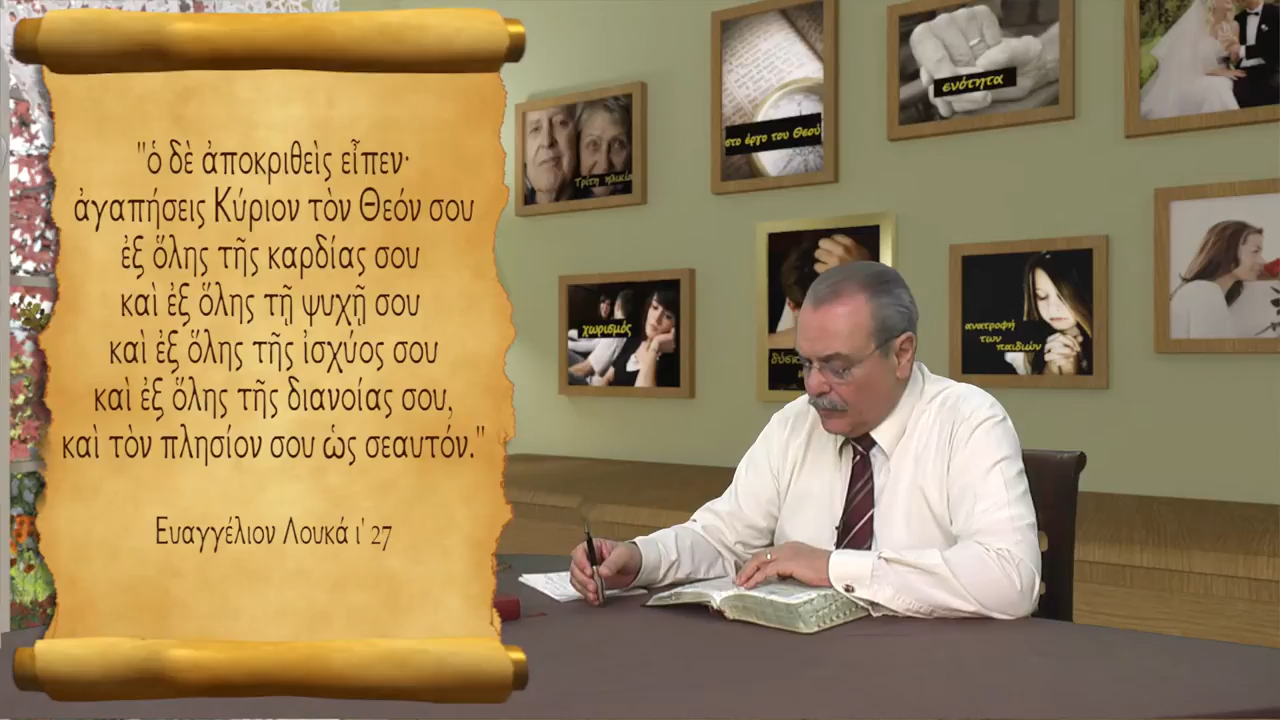 "ὁ δὲ ἀποκριθεὶς εἶπεν·
ἀγαπήσεις Κύριον τὸν Θεόν σου
ἐξ ὅλης τῆς καρδίας σου
καὶ ἐξ ὅλης τῇ ψυχῇ σου
καὶ ἐξ ὅλης τῆς ἰσχύος σου
καὶ ἐξ ὅλης τῆς διανοίας σου,
καὶ τὸν πλησίον σου ὡς σεαυτόν."
Ευαγγέλιον Λουκά ι' 27
Τρίτη ηλικία
στο έργο του Θεού
ενότητα
χωρισμός
ανατροφή
των
παιδιών